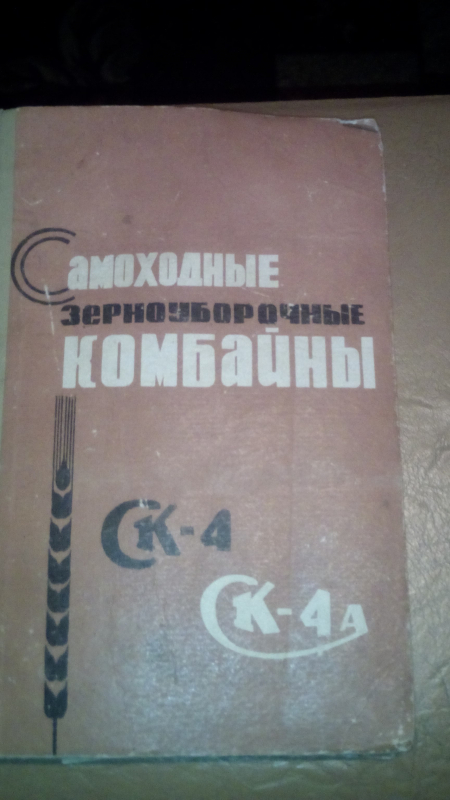 Самоходные
зерноуборочные
комбайны
СК-4
СК-4А